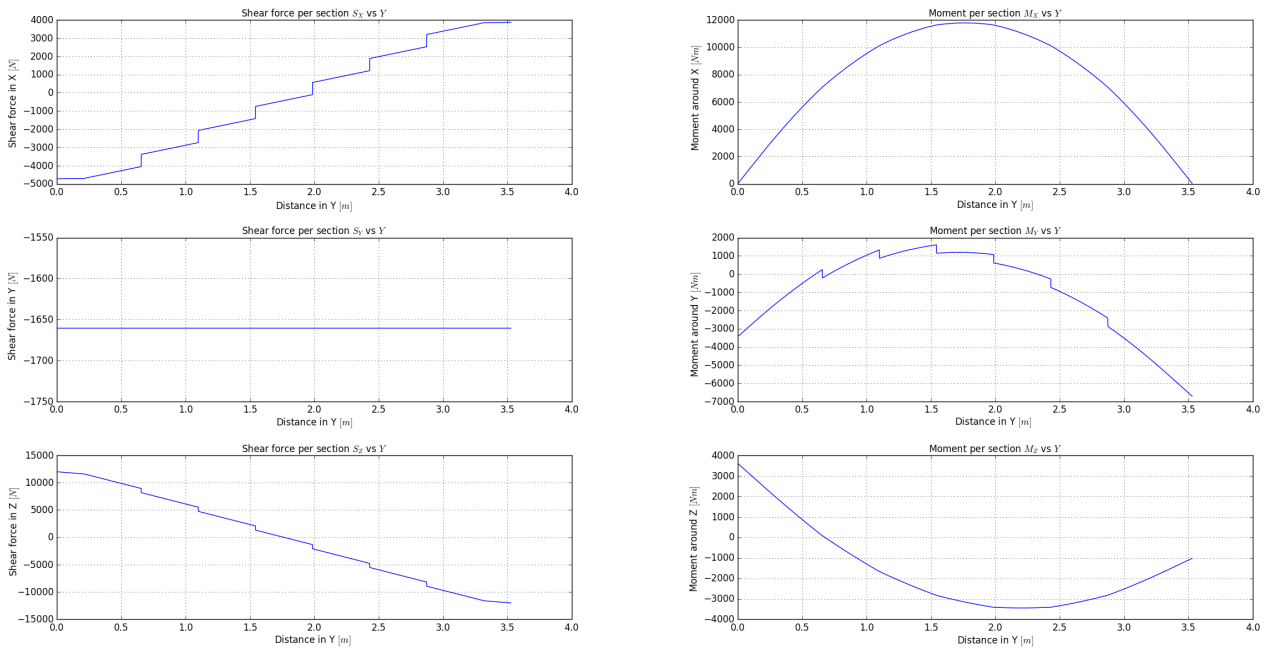 Shear force per section S_X vs Y
Shear force in X [N]
4000
3000
2000
1000
0
−1000
−2000
−3000
−4000
−5000
0.0 0.5 1.0 1.5 2.0 2.5 3.0 3.5 4.0
Distance in Y [m]
Moment per section M_X vs Y
Moment around X [Nm]
12000
10000
8000
6000
4000
2000
0
0.0 0.5 1.0 1.5 2.0 2.5 3.0 3.5 4.0
Distance in Y [m]
Shear force per section S_Y vs Y
Shear force in Y [N]
−1550
−1600
−1650
−1700
−1750
0.0 0.5 1.0 1.5 2.0 2.5 3.0 3.5 4.0
Distance in Y [m]
Moment per section M_Y vs Y
Moment around Y [Nm]
2000
1000
0
−1000
−2000
−3000
−4000
−5000
−6000
−7000
0.0 0.5 1.0 1.5 2.0 2.5 3.0 3.5 4.0
Distance in Y [m]
Shear force per section S_Z vs Y
Shear force in Z [N]
15000
10000
5000
0
−5000
−10000
−15000
0.0 0.5 1.0 1.5 2.0 2.5 3.0 3.5 4.0
Distance in Y [m]
Moment per section M_Z vs Y
Moment around Z [Nm]
4000
3000
2000
1000
0
−1000
−2000
−3000
−4000
0.0 0.5 1.0 1.5 2.0 2.5 3.0 3.5 4.0
Distance in Y [m]